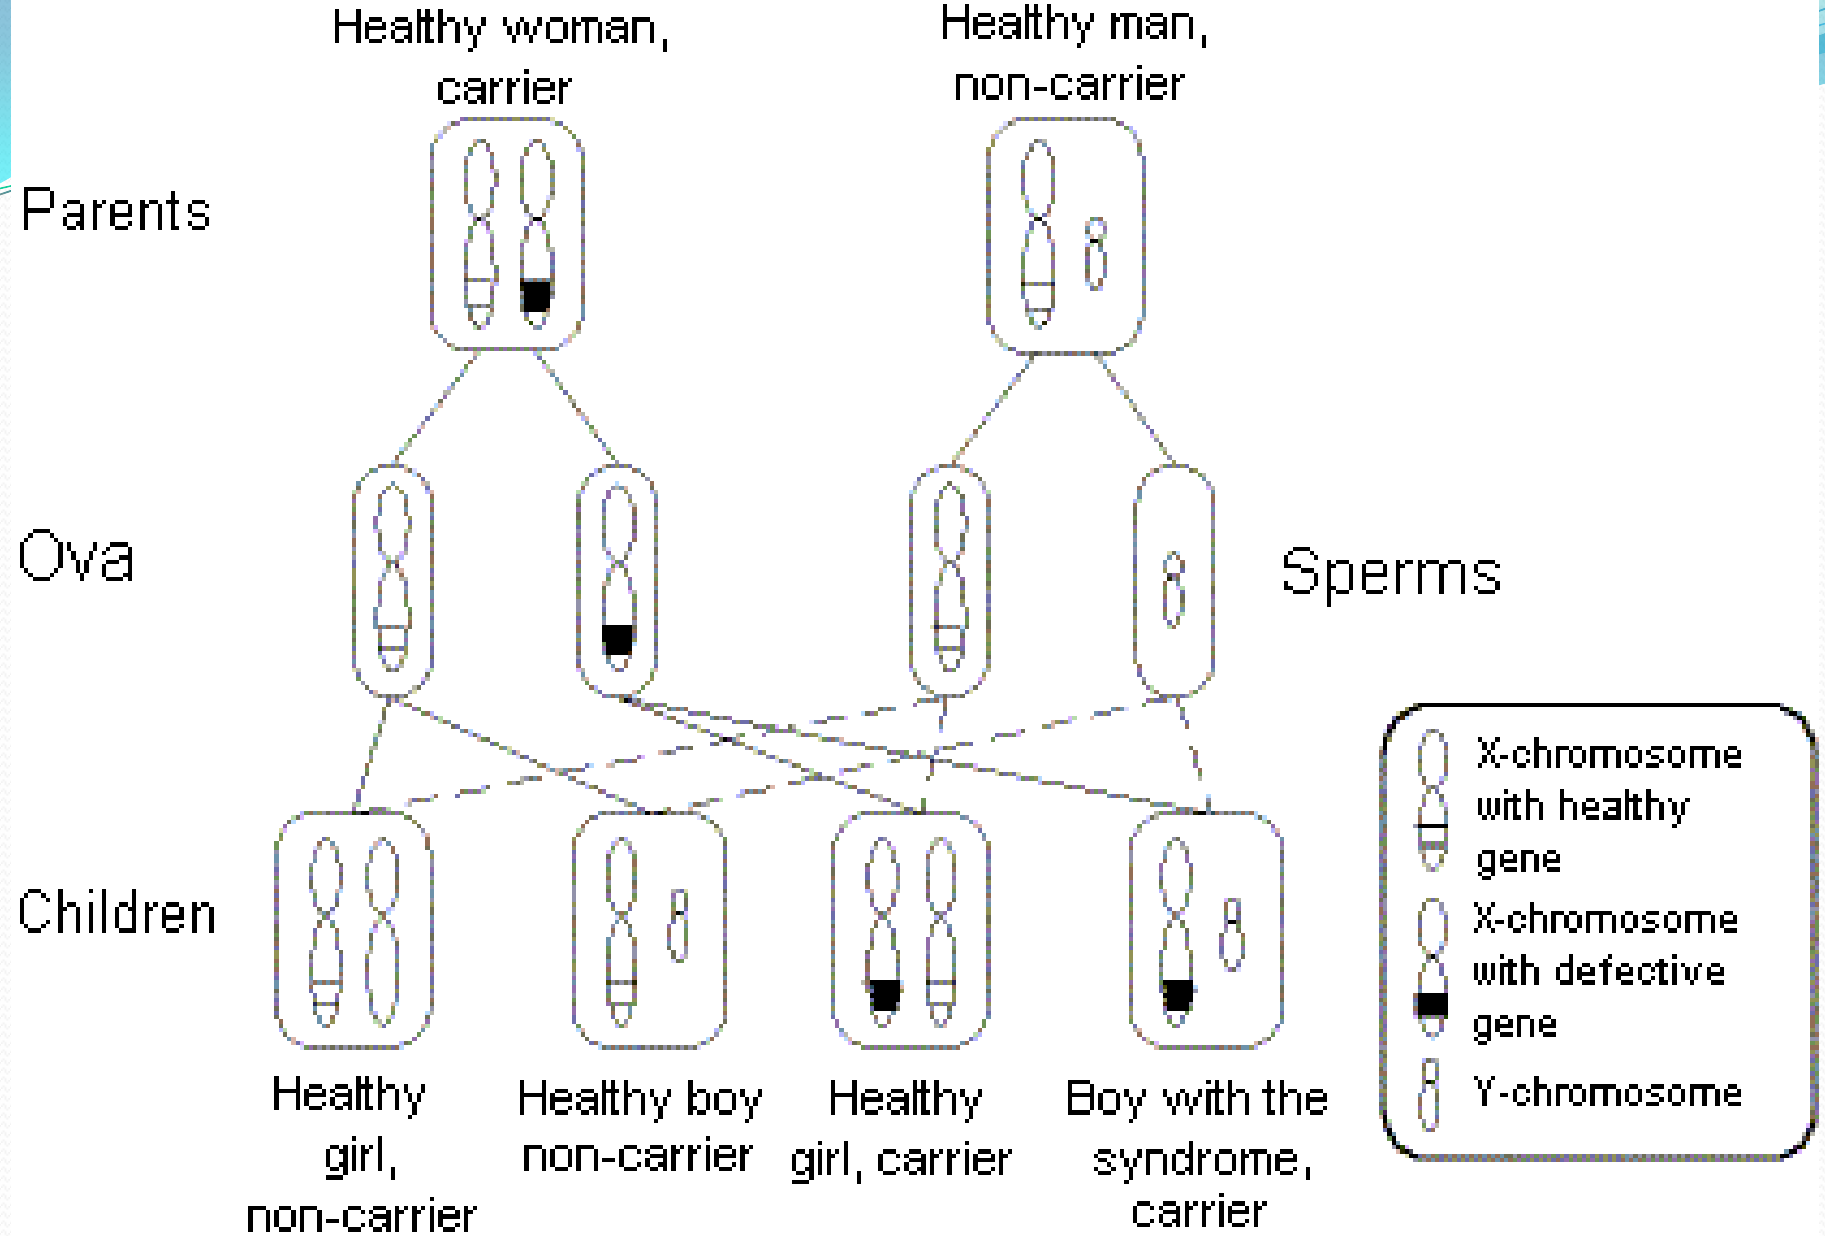 Healthy woman,
carrier
Healthy man,
non-carrier
Parents
Ova
Sperms
Children
Healthy
girl,
non-carrier
Healthy boy
non-carrier
Healthy
girl, carrier
Boy with the
syndrome,
carrier
X-chromosome
with healthy
gene
X-chromosome
with defective
gene
Y-chromosome